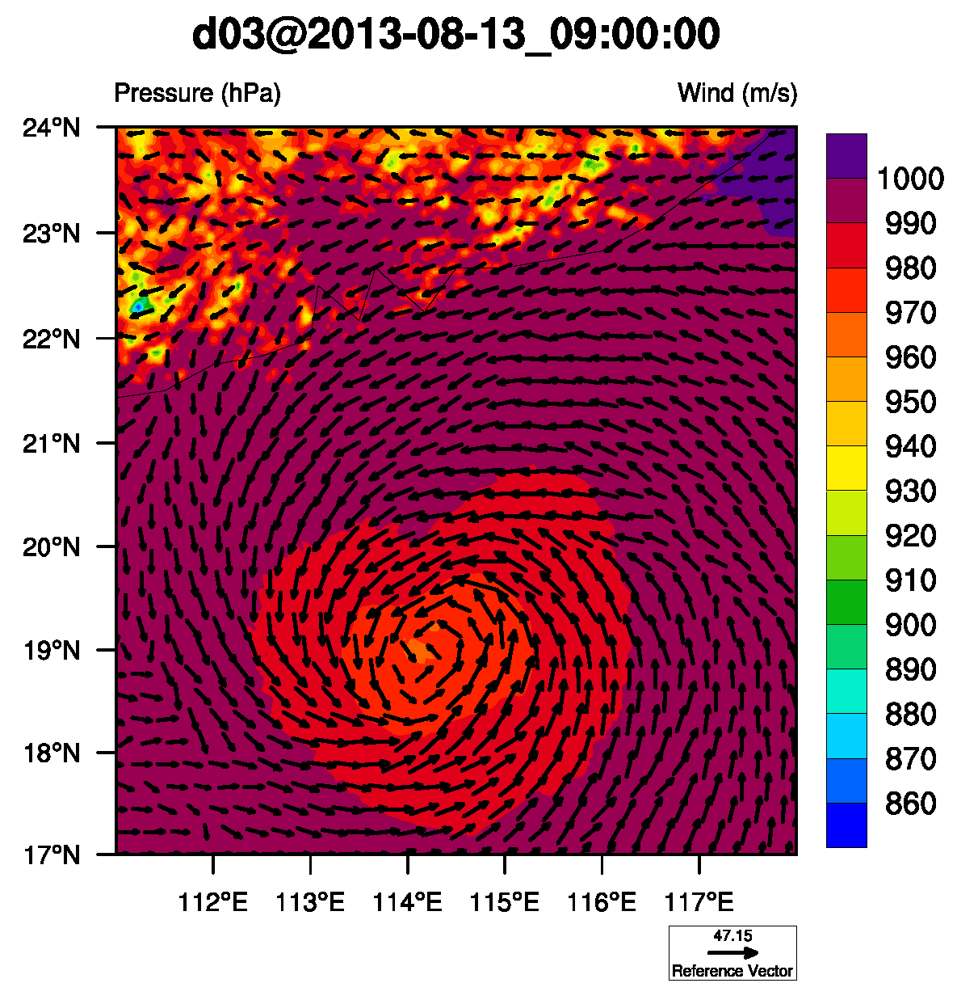 d03@2013-08-13_09:00:00
Pressure (hPa)
Wind (m/s)
24°N
23°N
22°N
21°N
20°N
19°N
18°N
17°N
112°E
113°E
114°E
115°E
116°E
117°E
1000
990
980
970
960
950
940
930
920
910
900
890
880
870
860
47.15
Reference Vector